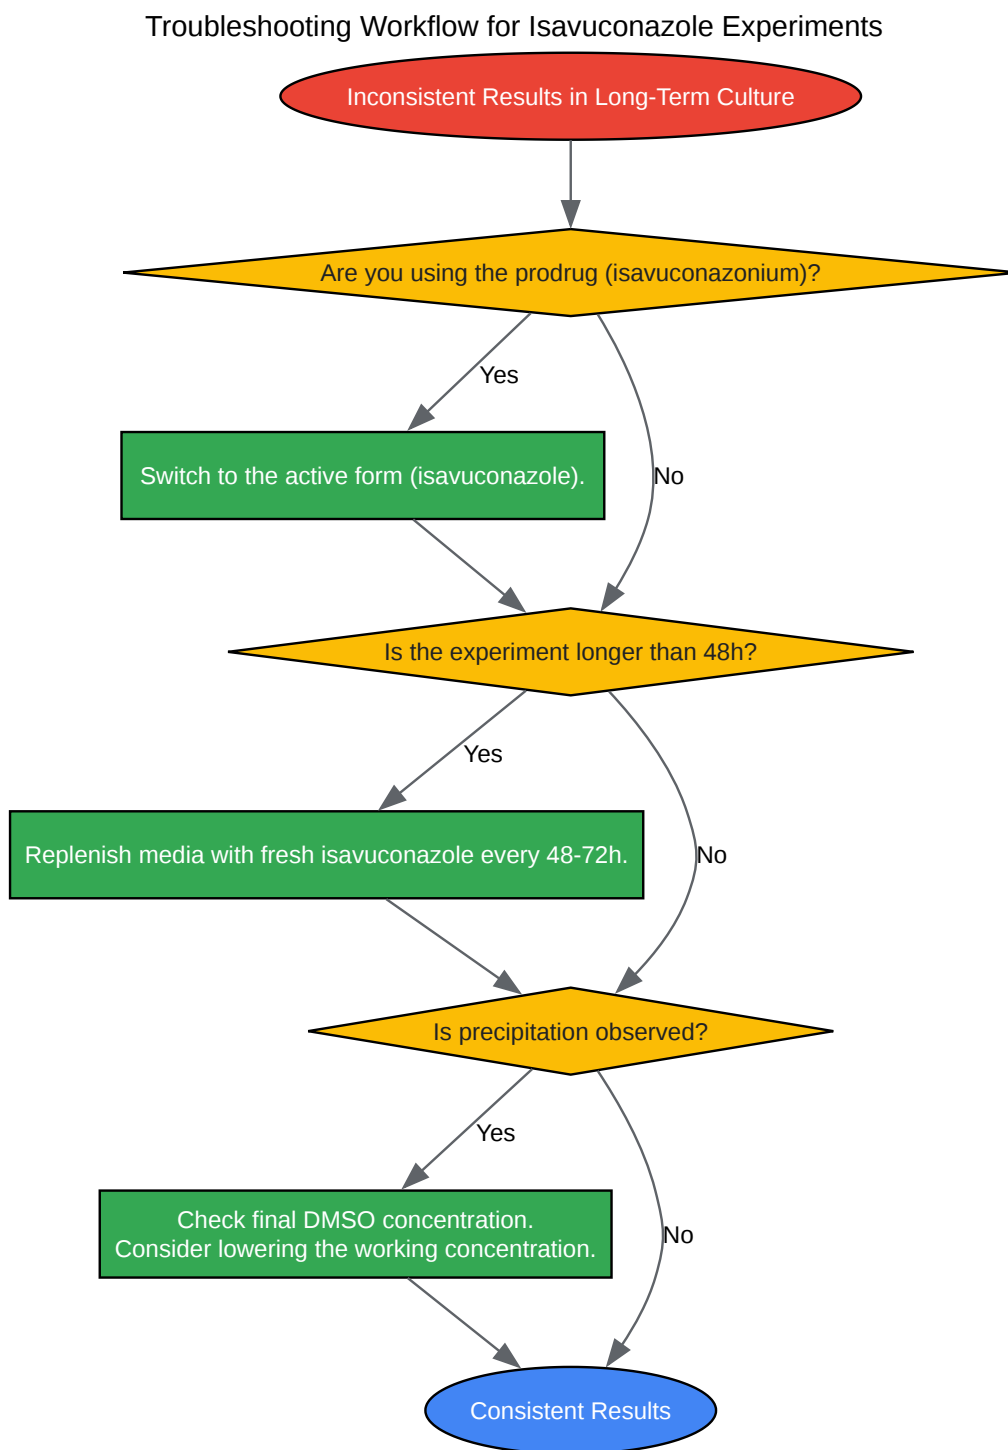 Troubleshooting Workflow for Isavuconazole Experiments
Inconsistent Results in Long-Term Culture
Are you using the prodrug (isavuconazonium)?
Yes
Switch to the active form (isavuconazole).
No
Is the experiment longer than 48h?
Yes
Replenish media with fresh isavuconazole every 48-72h.
No
Is precipitation observed?
Yes
Check final DMSO concentration.
Consider lowering the working concentration.
No
Consistent Results